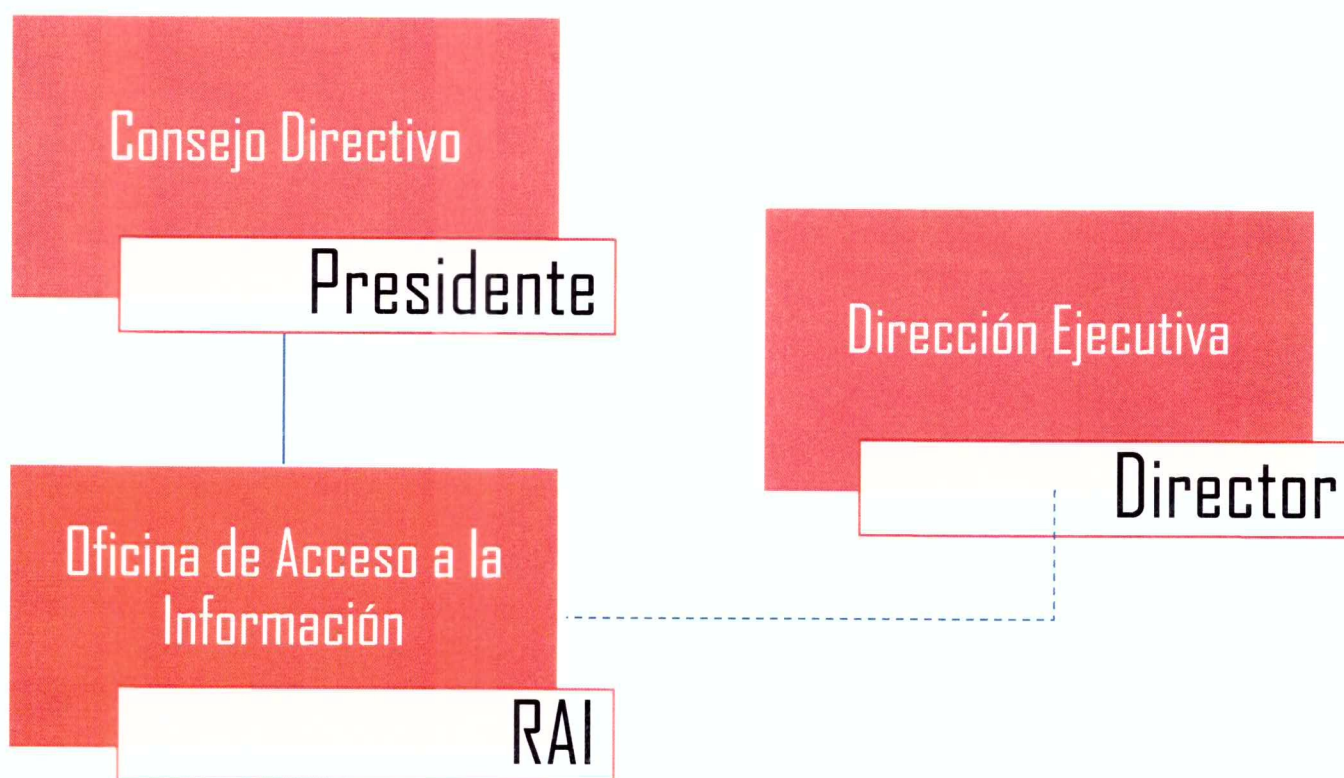 Consejo Directivo
Presidente
Dirección Ejecutiva
Director
Oficina de Acceso a la
Información
RAI